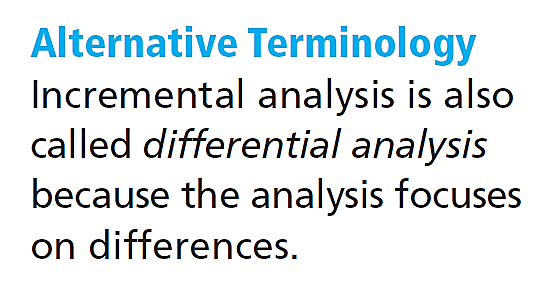 Alternative Terminology
Incremental analysis is also
called differential analysis
because the analysis focuses
on differences.